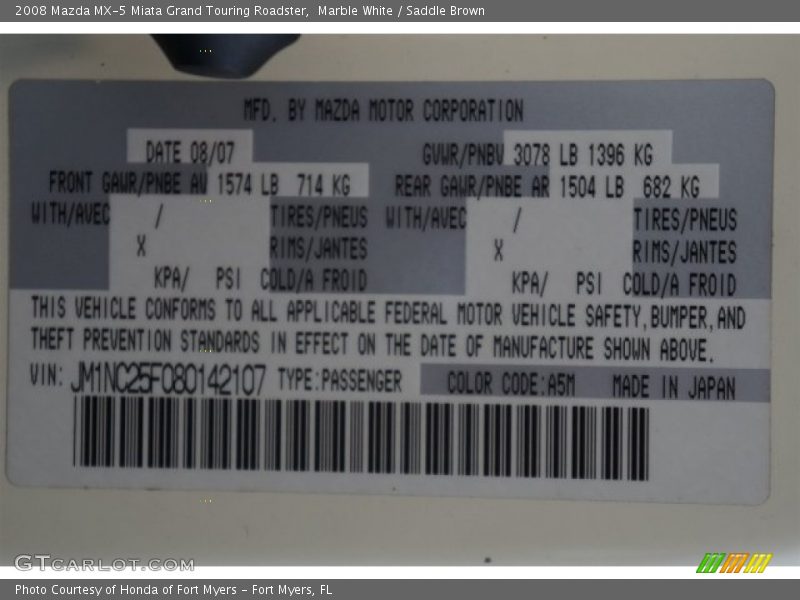 2008 Mazda MX-5 Miata Grand Touring Roadster, Marble White / Saddle Brown
MFD. BY MAZDA MOTOR CORPORATION
DATE 08/07 GVWR/PNBV 3078 LB 1396 KG
FRONT GAWR/PNBE AV 1574 LB 714 KG REAR GAWR/PNBE AR 1504 LB 682 KG
WITH/AVEC / TIRES/PNEUS WITH/AVEC / TIRES/PNEUS
X RIMS/JANTES X RIMS/JANTES
KPA/ PSI COLD/A FROID KPA/ PSI COLD/A FROID
THIS VEHICLE CONFORMS TO ALL APPLICABLE FEDERAL MOTOR VEHICLE SAFETY, BUMPER, AND
THEFT PREVENTION STANDARDS IN EFFECT ON THE DATE OF MANUFACTURE SHOWN ABOVE.
VIN: JM1NC25F080142107 TYPE:PASSENGER COLOR CODE:A5M MADE IN JAPAN
GTCARLOT.COM
Photo Courtesy of Honda of Fort Myers - Fort Myers, FL